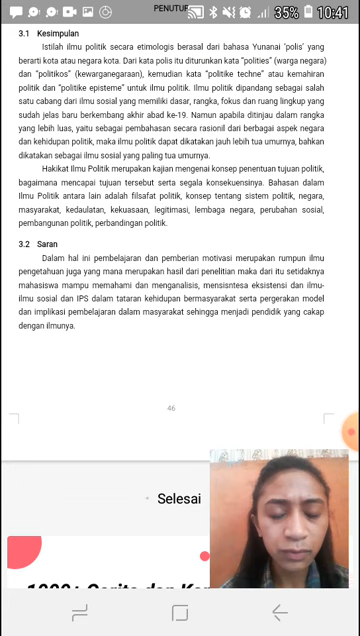 PENUTUP
35% 10:41
3.1 Kesimpulan
Istilah ilmu politik secara etimologis berasal dari bahasa Yunanai 'polis' yang
berarti kota atau negara kota. Dari kata polis itu diturunkan kata "polities" (warga negara)
dan "politikos" (kewarganegaraan), kemudian kata "politike techne" atau kemahiran
politik dan "politike episteme" untuk ilmu politik. Ilmu politik dipandang sebagai salah
satu cabang dari ilmu sosial yang memiliki dasar, rangka, fokus dan ruang lingkup yang
sudah jelas baru berkembang akhir abad ke-19. Namun apabila ditinjau dalam rangka
yang lebih luas, yaitu sebagai pembahasan secara rasionil dari berbagai aspek negara
dan kehidupan politik, maka ilmu politik dapat dikatakan jauh lebih tua umurnya, bahkan
dikatakan sebagai ilmu sosial yang paling tua umurnya.
Hakikat Ilmu Politik merupakan kajian mengenai konsep penentuan tujuan politik,
bagaimana mencapai tujuan tersebut serta segala konsekuensinya. Bahasan dalam
Ilmu Politik antara lain adalah filsafat politik, konsep tentang sistem politik, negara,
masyarakat, kedaulatan, kekuasaan, legitimasi, lembaga negara, perubahan sosial,
pembangunan politik, perbandingan politik.
3.2 Saran
Dalam hal ini pembelajaran dan pemberian motivasi merupakan rumpun ilmu
pengetahuan juga yang mana merupakan hasil dari penelitian maka dari itu setidaknya
mahasiswa mampu memahami dan menganalisis, mensisntesa eksistensi dan ilmu-
ilmu sosial dan IPS dalam tataran kehidupan bermasyarakat serta pergerakan model
dan implikasi pembelajaran dalam masyarakat sehingga menjadi pendidik yang cakap
dengan ilmunya.
46
Selesai